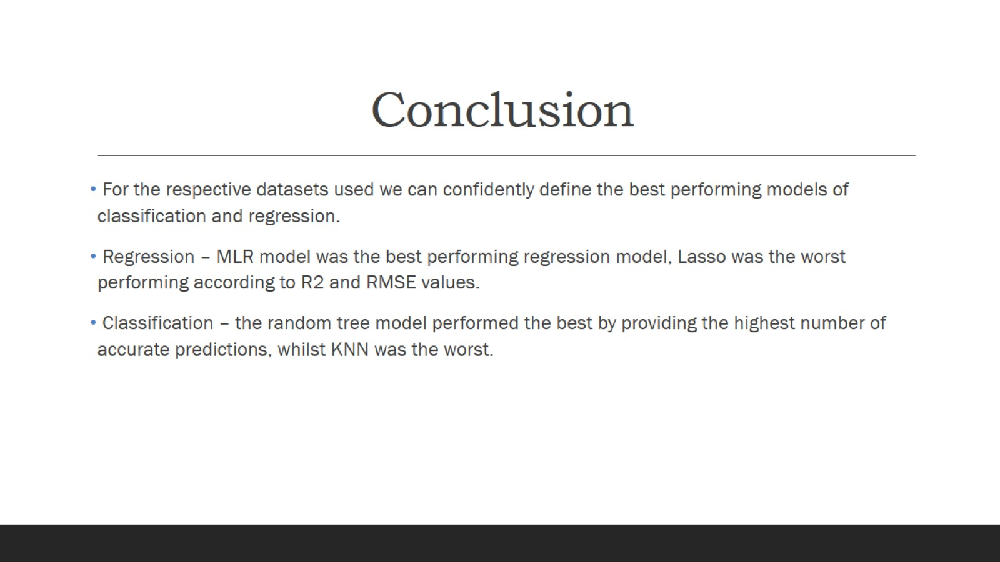 Conclusion
• For the respective datasets used we can confidently define the best performing models of
classification and regression.
• Regression – MLR model was the best performing regression model, Lasso was the worst
performing according to R2 and RMSE values.
• Classification – the random tree model performed the best by providing the highest number of
accurate predictions, whilst KNN was the worst.